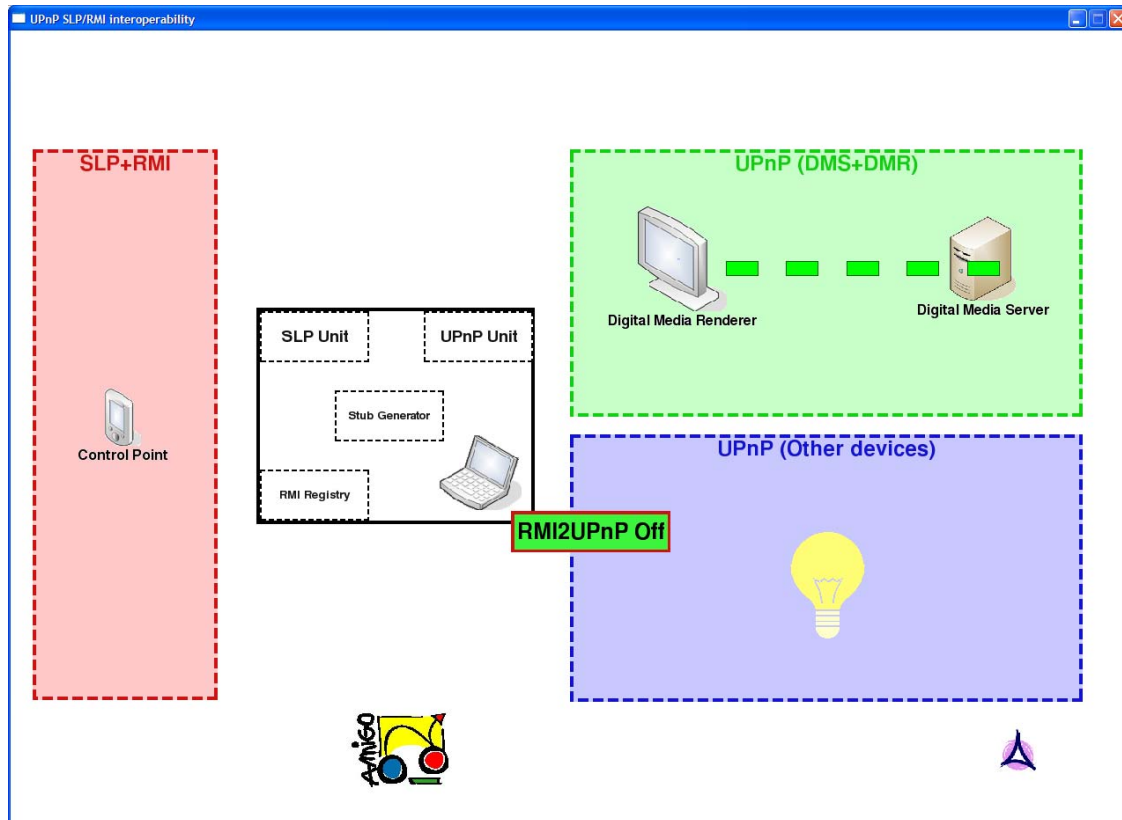 UPnP SLP/RMI interoperability
SLP+RMI
UPnP (DMS+DMR)
Digital Media Renderer
Digital Media Server
SLP Unit
UPnP Unit
Stub Generator
Control Point
RMI Registry
UPnP (Other devices)
RMI2UPnP Off
AMiGO